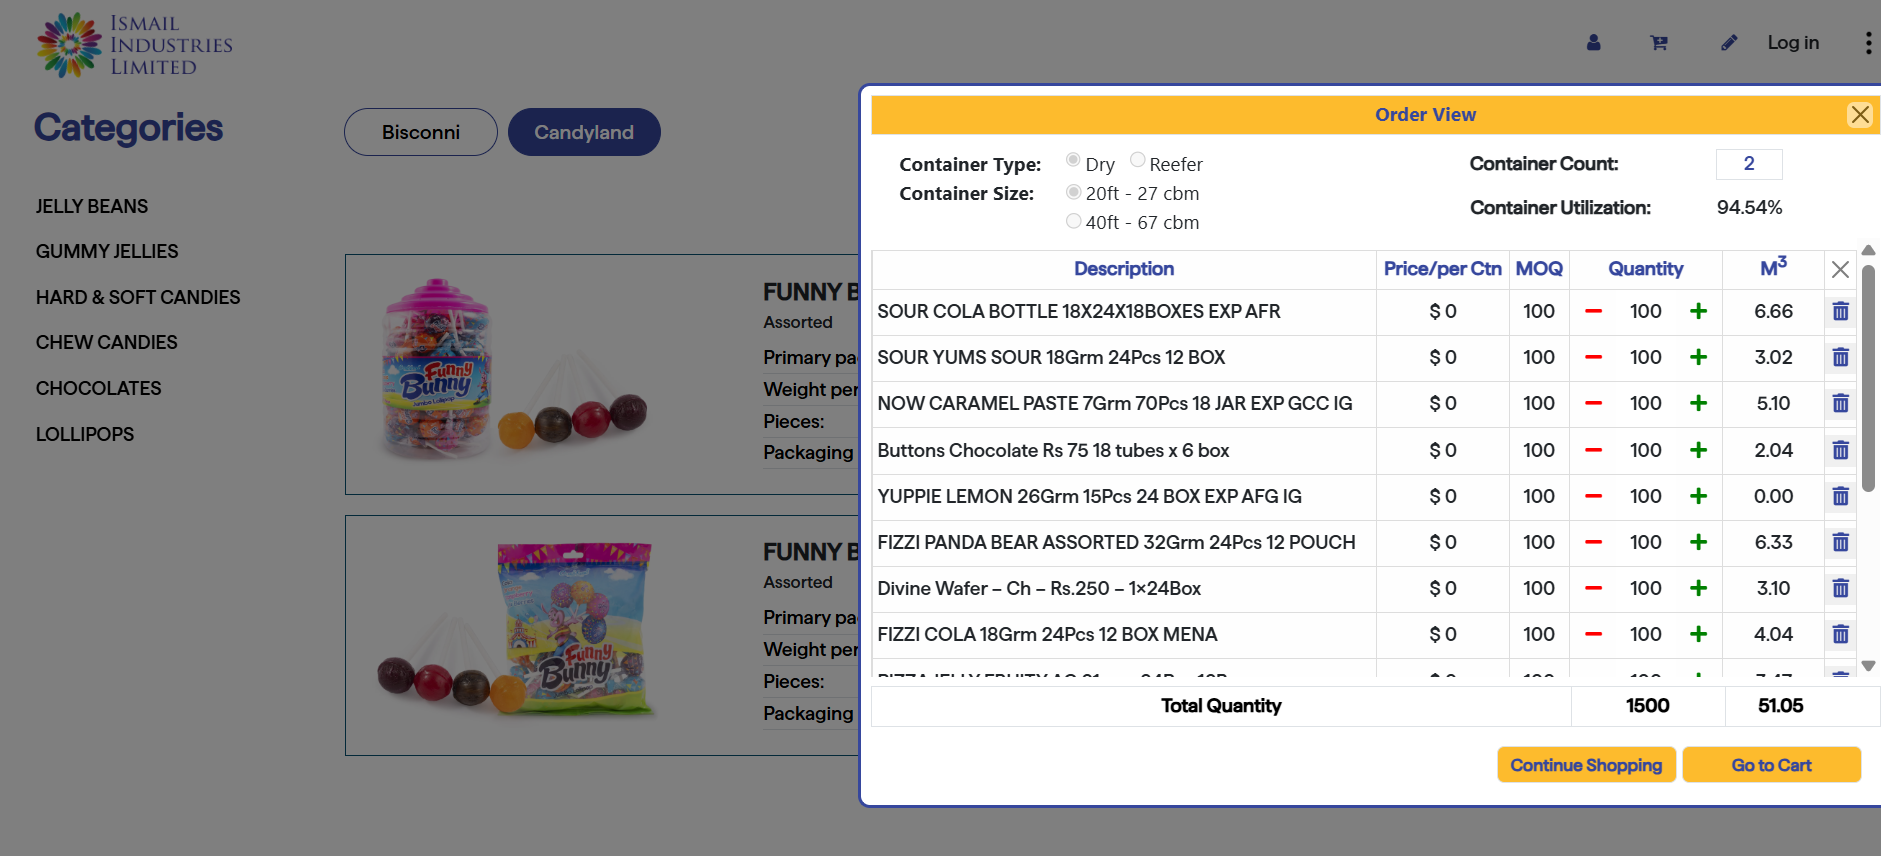 ISMAIL
INDUSTRIES
LIMITED
Log in
Categories
Bisconni
Candyland
JELLY BEANS
GUMMY JELLIES
HARD & SOFT CANDIES
CHEW CANDIES
CHOCOLATES
LOLLIPOPS
Funny
Bunny
Jumbo Lollipop
FUNNY B
Assorted
Primary pa
Weight per
Pieces:
Packaging
Funny
Bunny
FUNNY B
Assorted
Primary pa
Weight per
Pieces:
Packaging
Order View
Container Type: Dry Reefer
Container Size: 20ft - 27 cbm
40ft - 67 cbm
Container Count: 2
Container Utilization: 94.54%
Description Price/per Ctn MOQ Quantity M3
SOUR COLA BOTTLE 18X24X18BOXES EXP AFR $ 0 100 100 6.66
SOUR YUMS SOUR 18Grm 24Pcs 12 BOX $ 0 100 100 3.02
NOW CARAMEL PASTE 7Grm 70Pcs 18 JAR EXP GCC IG $ 0 100 100 5.10
Buttons Chocolate Rs 75 18 tubes x 6 box $ 0 100 100 2.04
YUPPIE LEMON 26Grm 15Pcs 24 BOX EXP AFG IG $ 0 100 100 0.00
FIZZI PANDA BEAR ASSORTED 32Grm 24Pcs 12 POUCH $ 0 100 100 6.33
Divine Wafer – Ch – Rs.250 – 1×24Box $ 0 100 100 3.10
FIZZI COLA 18Grm 24Pcs 12 BOX MENA $ 0 100 100 4.04
Total Quantity 1500 51.05
Continue Shopping Go to Cart